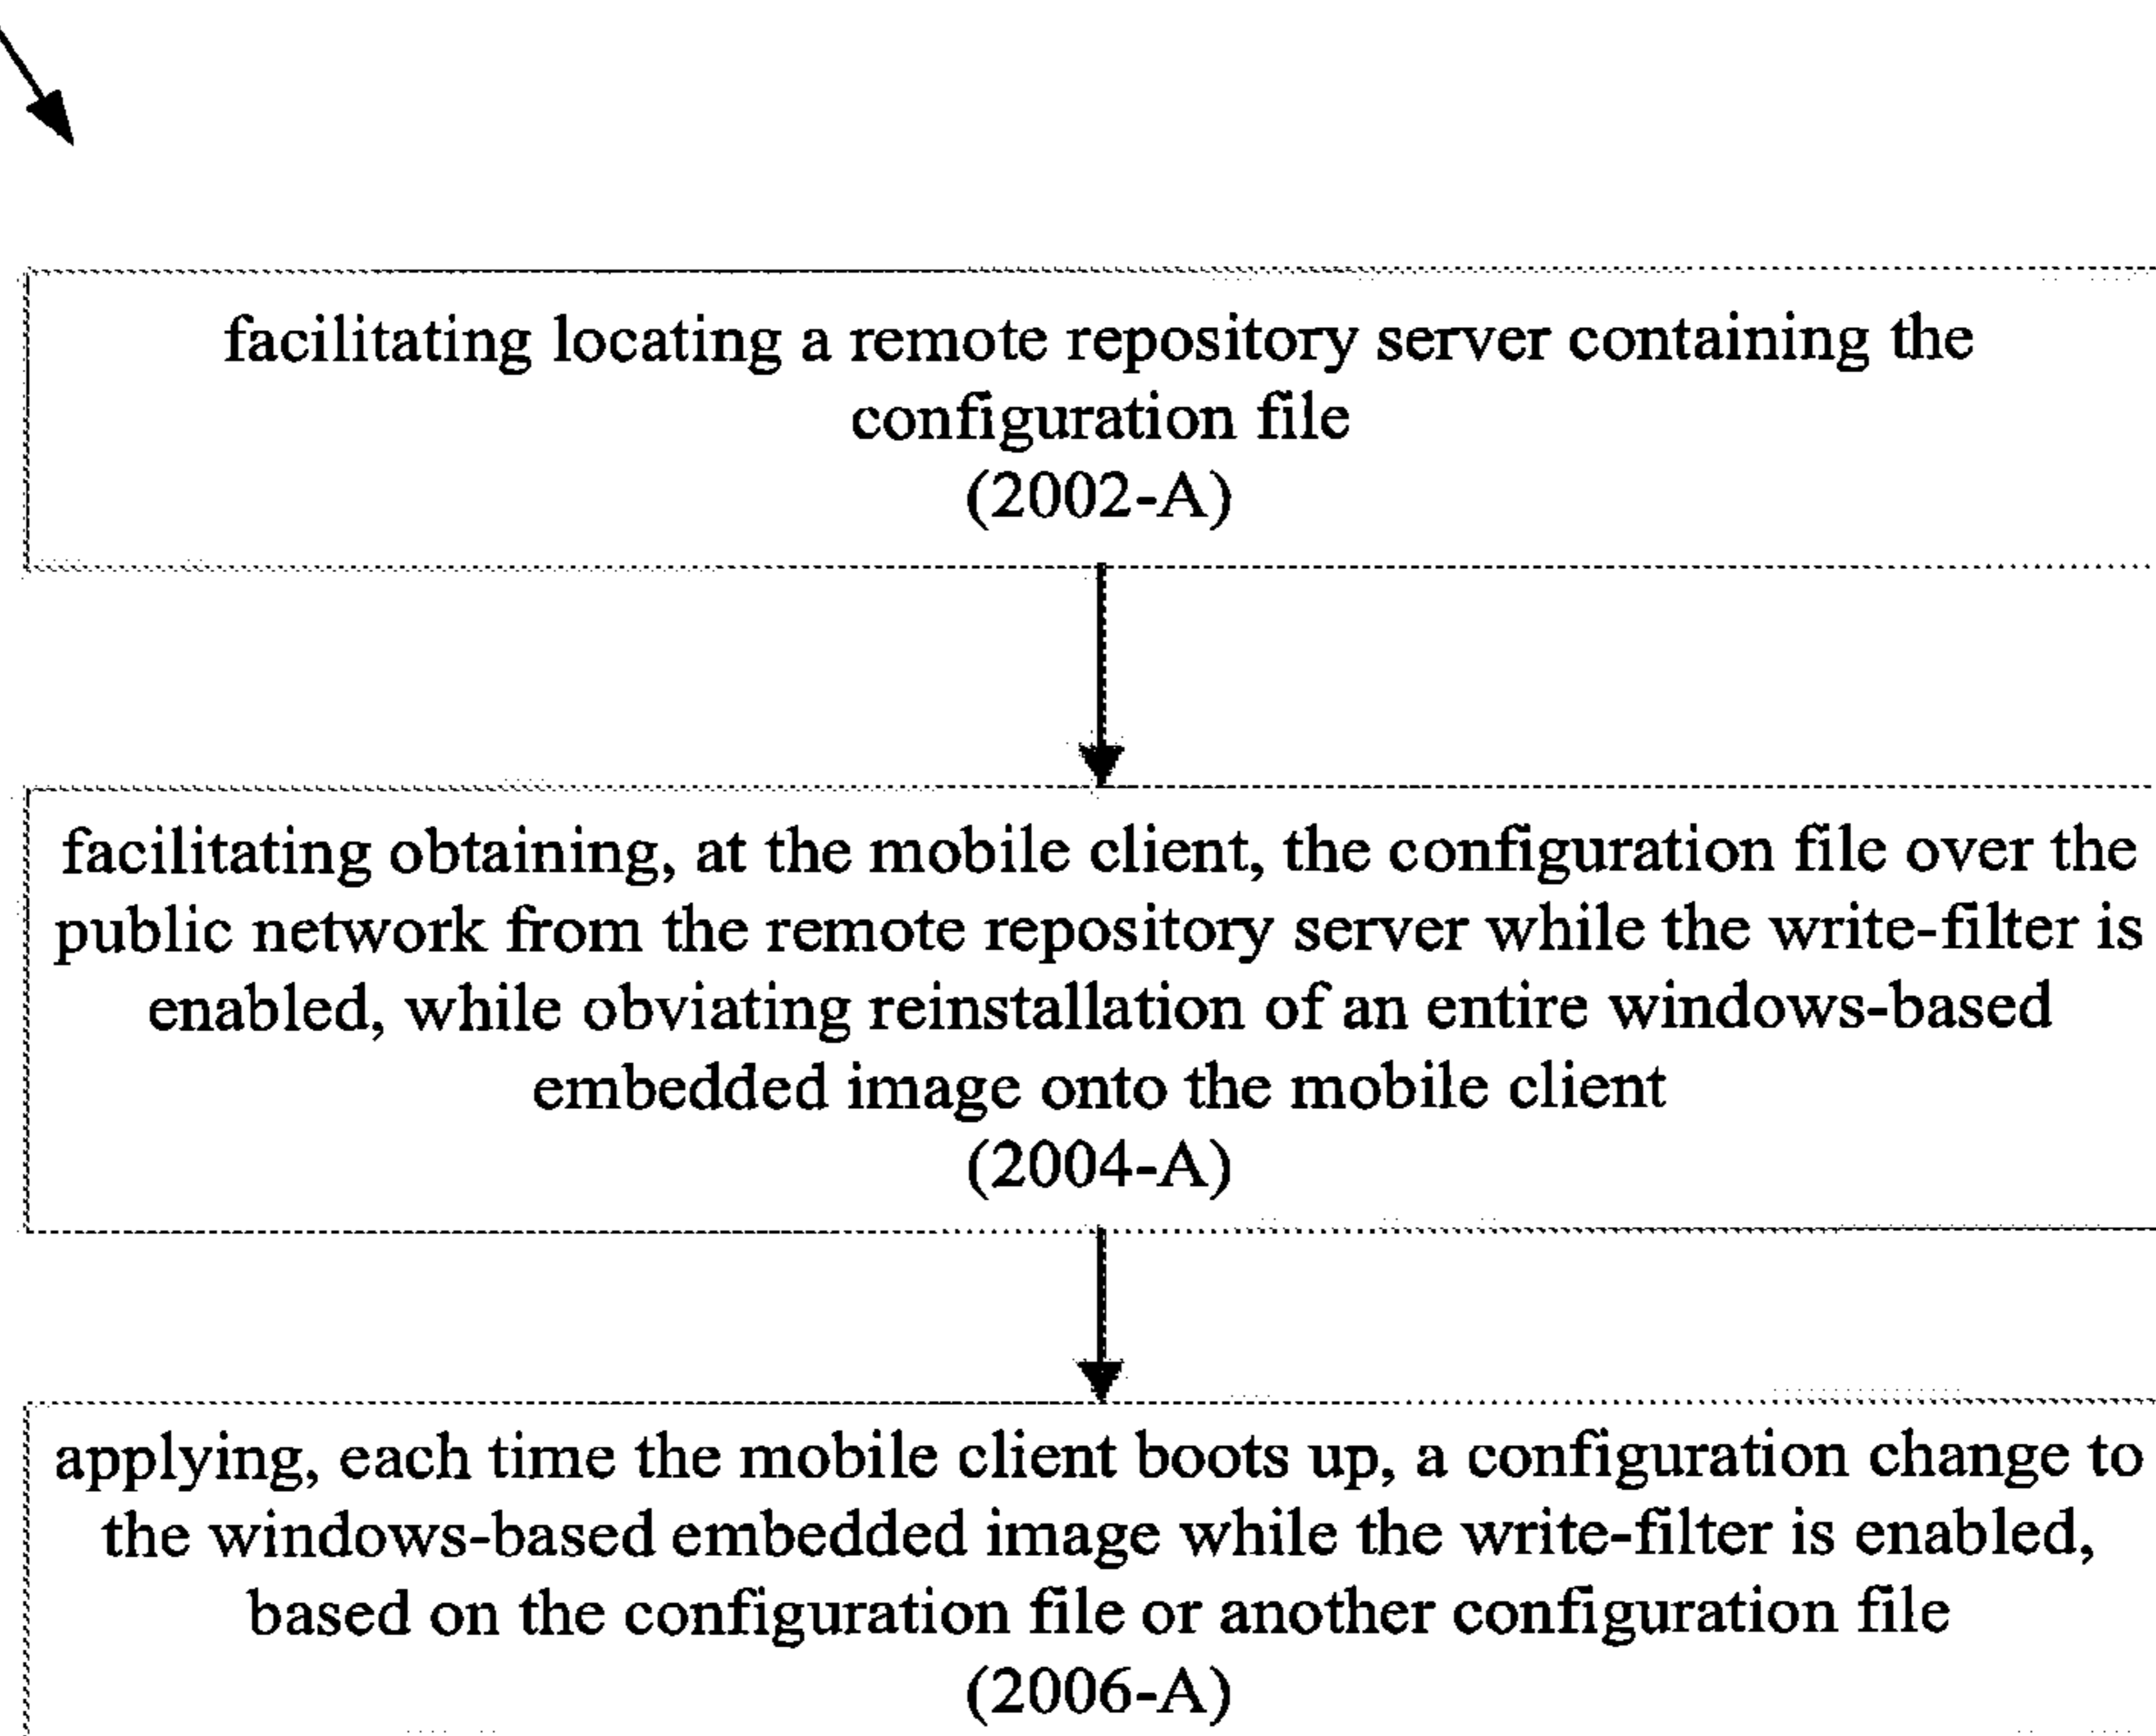 facilitating locating a remote repository server containing the
configuration file
(2002-A)
facilitating obtaining, at the mobile client, the configuration file over the
public network from the remote repository server while the write-filter is
enabled, while obviating reinstallation of an entire windows-based
embedded image onto the mobile client
(2004-A)
applying, each time the mobile client boots up, a configuration change to
the windows-based embedded image while the write-filter is enabled,
based on the configuration file or another configuration file
(2006-A)